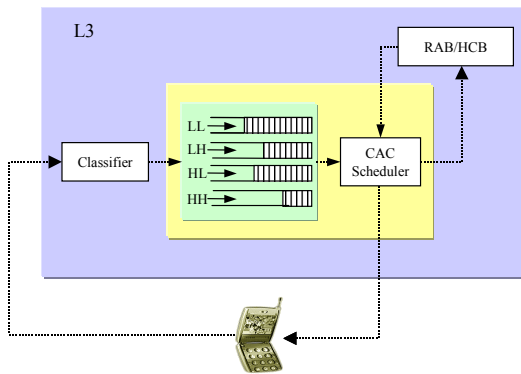 L3
RAB/HCB
LL
LH
HL
HH
Classifier
CAC
Scheduler